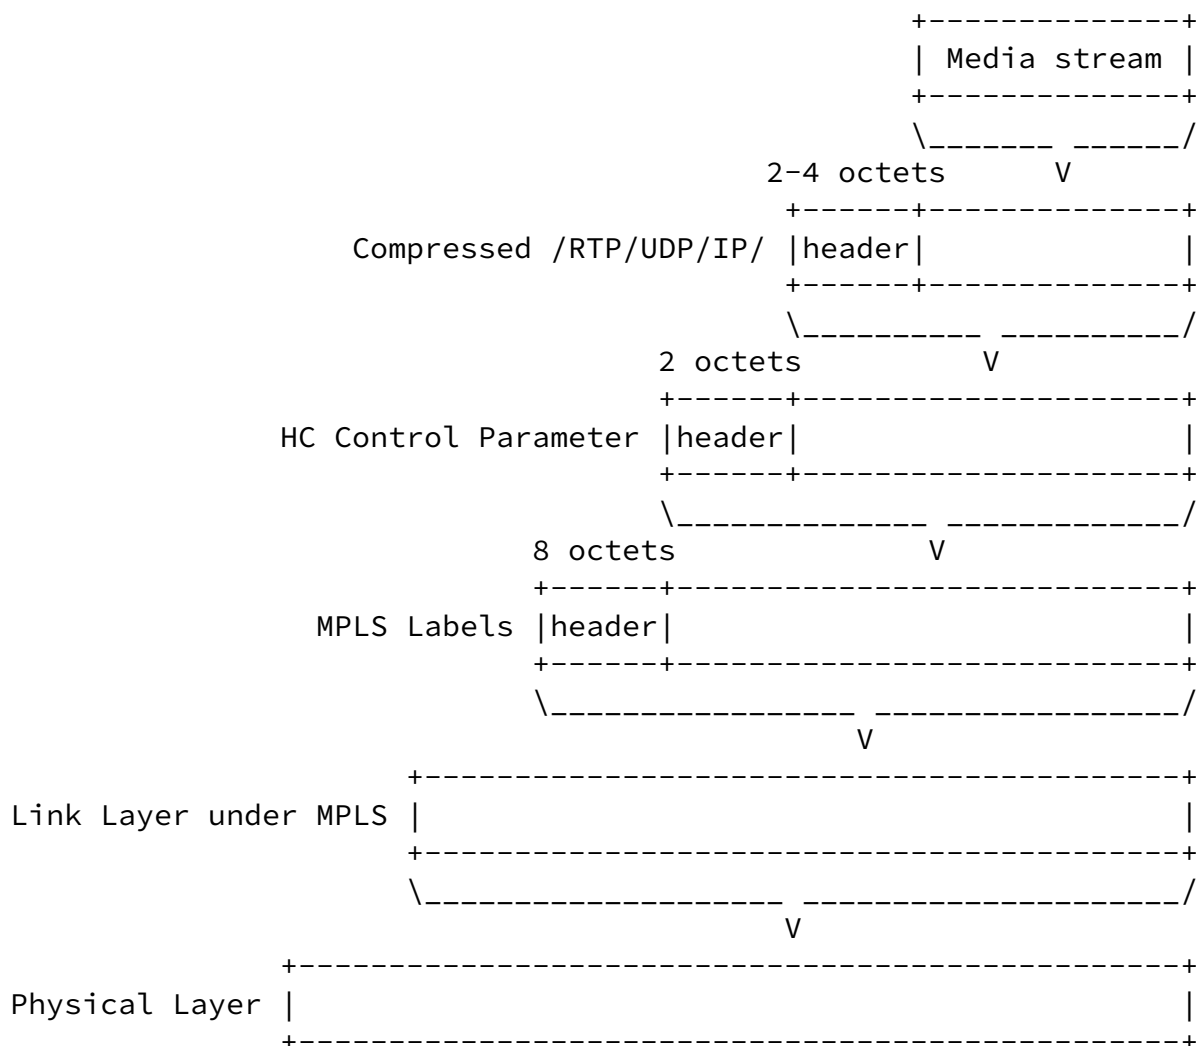 Media stream
2-4 octets V
Compressed /RTP/UDP/IP/ |header|
2 octets V
HC Control Parameter |header|
8 octets V
MPLS Labels |header|
V
Link Layer under MPLS
V
Physical Layer